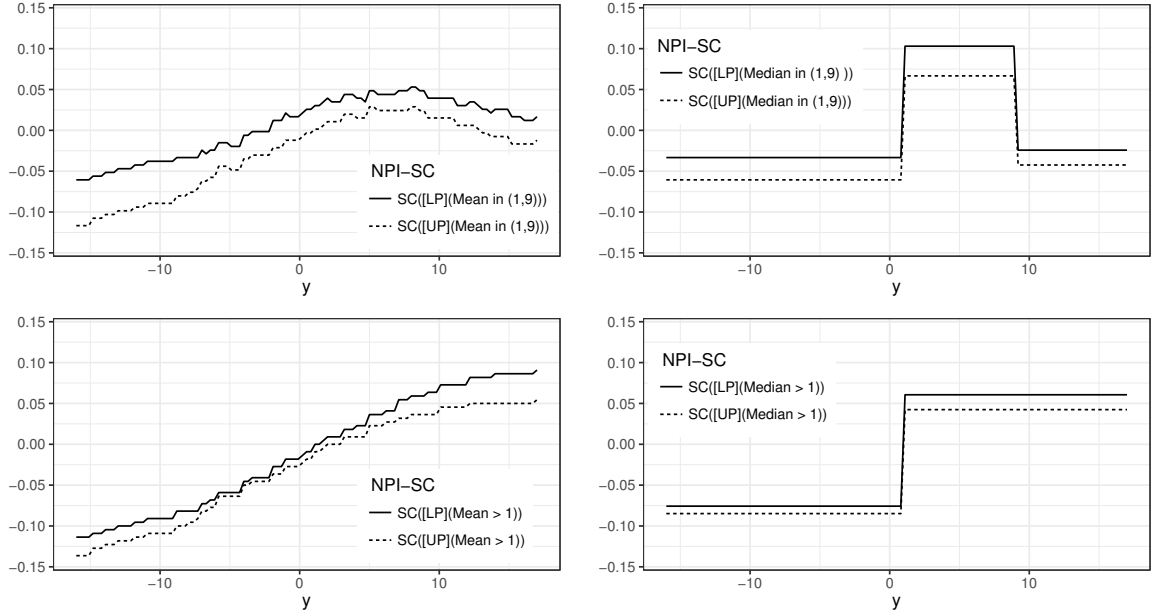 0.15
0.10
0.05
0.00
−0.05
−0.10
−0.15
NPI−SC
SC([LP](Mean in (1,9)))
SC([UP](Mean in (1,9)))
−10 0 10
y
0.15
0.10
0.05
0.00
−0.05
−0.10
−0.15
NPI−SC
SC([LP](Median in (1,9) ))
SC([UP](Median in (1,9)))
−10 0 10
y
0.15
0.10
0.05
0.00
−0.05
−0.10
−0.15
NPI−SC
SC([LP](Mean > 1))
SC([UP](Mean > 1))
−10 0 10
y
0.15
0.10
0.05
0.00
−0.05
−0.10
−0.15
NPI−SC
SC([LP](Median > 1))
SC([UP](Median > 1))
−10 0 10
y